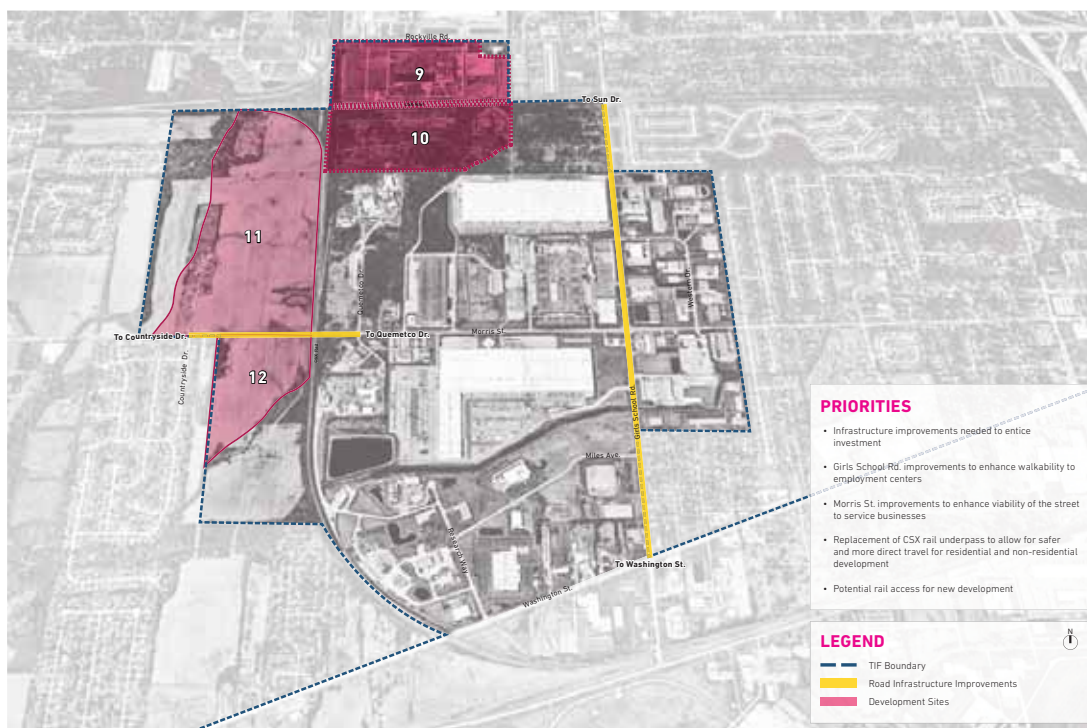 Rockville Rd.
9
To Sun Dr.
10
11
Quemetco Dr.
Western Dr.
To Countryside Dr.
To Quemetco Dr.
Morris St.
Countryside Dr.
12
Girls School Rd.
Miles Ave.
Research Way
To Washington St.
Washington St.
PRIORITIES
• Infrastructure improvements needed to entice
investment
• Girls School Rd. improvements to enhance walkability to
employment centers
• Morris St. improvements to enhance viability of the street
to service businesses
• Replacement of CSX rail underpass to allow for safer
and more direct travel for residential and non-residential
development
• Potential rail access for new development
LEGEND
N
TIF Boundary
Road Infrastructure Improvements
Development Sites